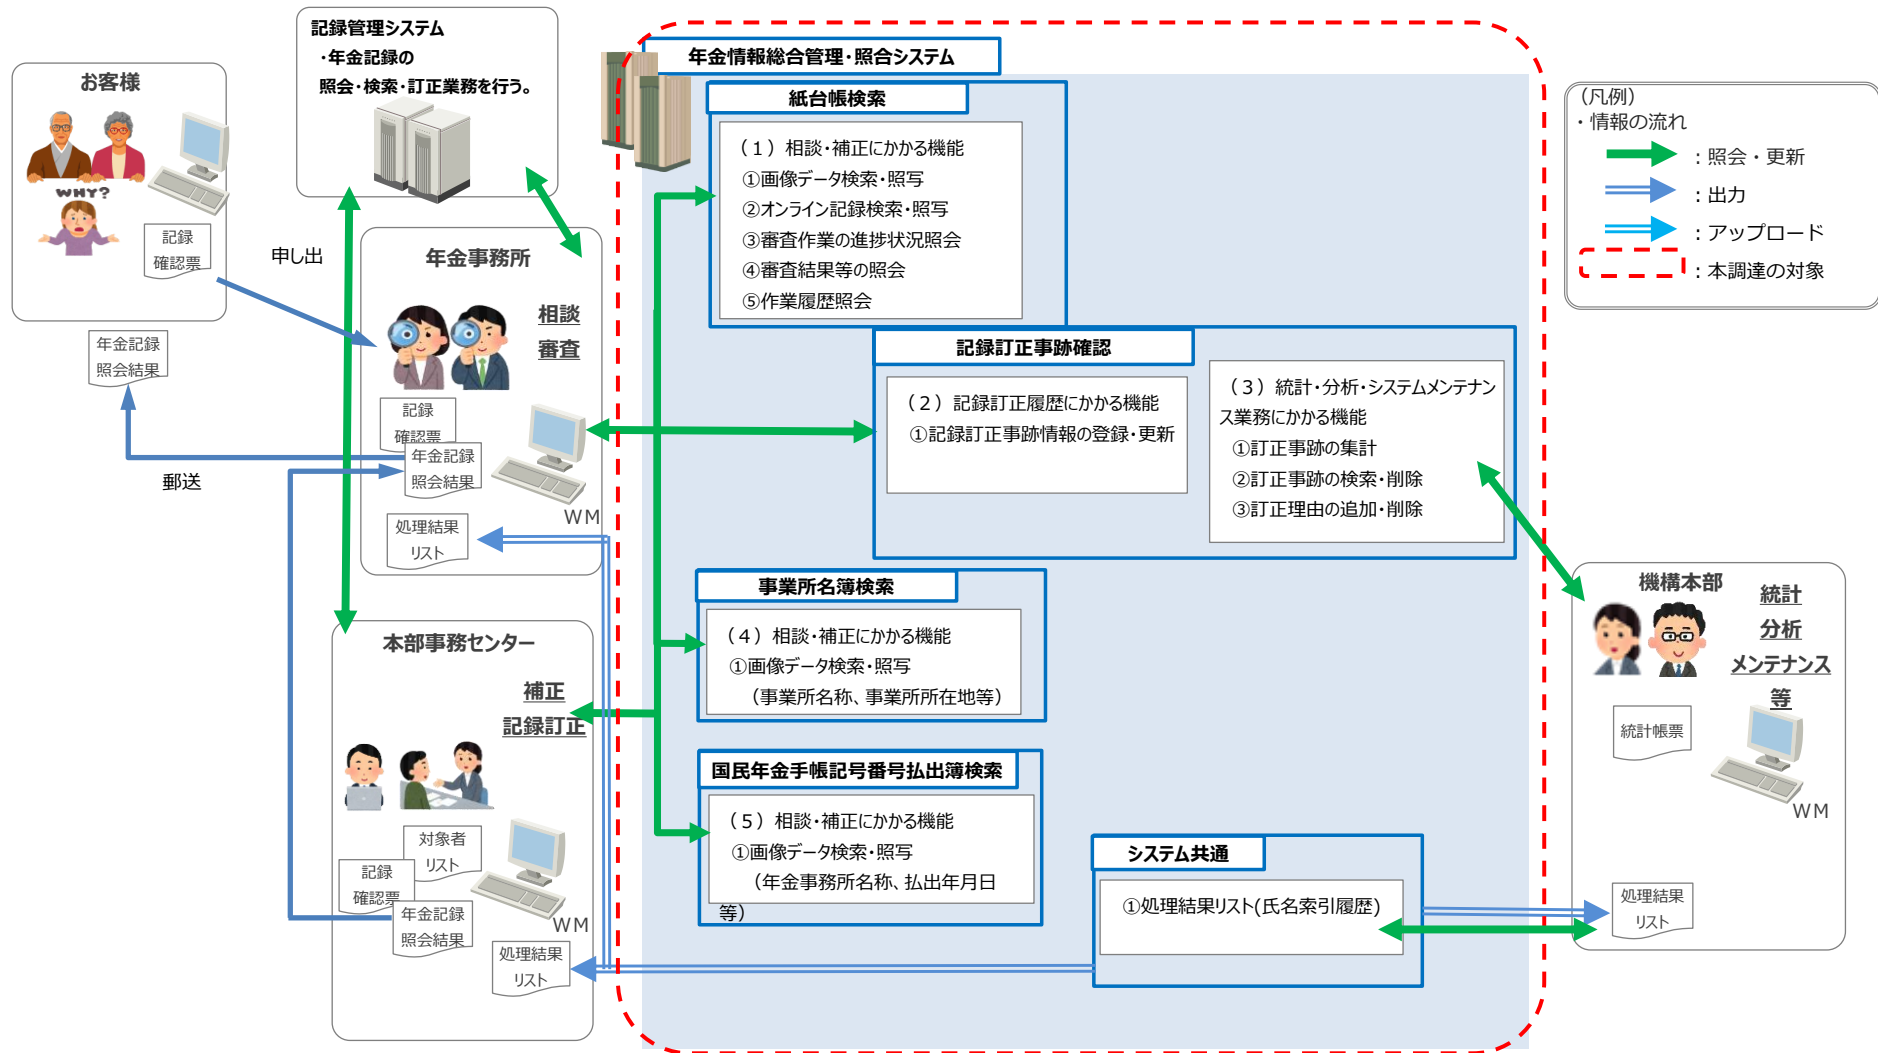 記録管理システム
・年金記録の
照会・検索・訂正業務を行う。
お客様
WHY?
記録
確認票
申し出
年金記録
照会結果
郵送
年金事務所
相談
審査
記録
確認票
年金記録
照会結果
WM
処理結果
リスト
本部事務センター
補正
記録訂正
対象者
リスト
記録
確認票
年金記録
照会結果
WM
処理結果
リスト
年金情報総合管理・照合システム
紙台帳検索
（1）相談・補正にかかる機能
①画像データ検索・照写
②オンライン記録検索・照写
③審査作業の進捗状況照会
④審査結果等の照会
⑤作業履歴照会
記録訂正事跡確認
（2）記録訂正履歴にかかる機能
①記録訂正事跡情報の登録・更新
（3）統計・分析・システムメンテナン
ス業務にかかる機能
①訂正事跡の集計
②訂正事跡の検索・削除
③訂正理由の追加・削除
事業所名簿検索
（4）相談・補正にかかる機能
①画像データ検索・照写
（事業所名称、事業所所在地等）
国民年金手帳記号番号払出簿検索
（5）相談・補正にかかる機能
①画像データ検索・照写
（年金事務所名称、払出年月日
等）
システム共通
①処理結果リスト(氏名索引履歴)
（凡例）
・情報の流れ
：照会・更新
：出力
：アップロード
：本調達の対象
機構本部
統計
分析
メンテナンス
等
統計帳票
WM
処理結果
リスト